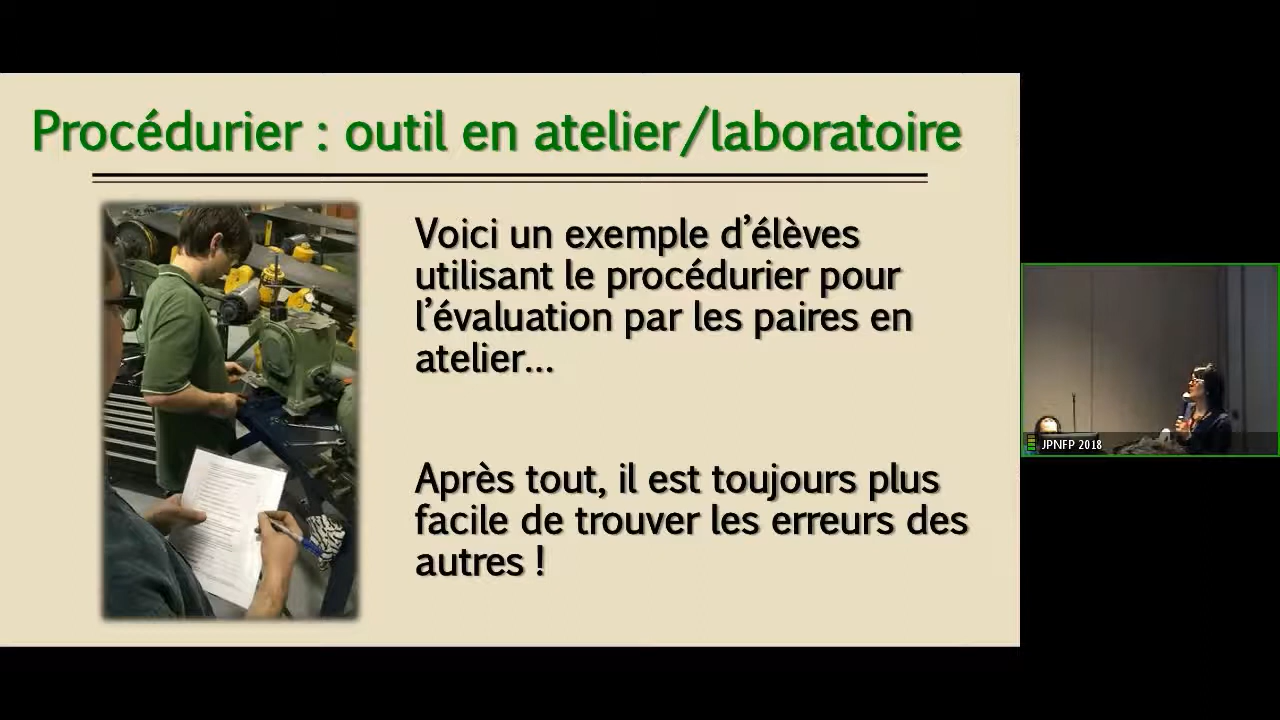 Procédurier : outil en atelier/laboratoire
Voici un exemple d’élèves
utilisant le procédurier pour
l’évaluation par les paires en
atelier...
Après tout, il est toujours plus
facile de trouver les erreurs des
autres !
JPNFP 2018